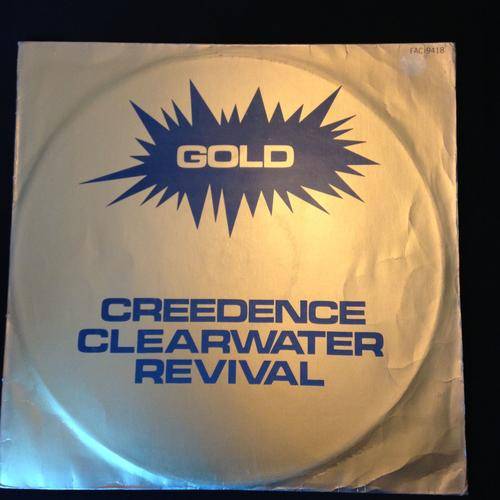 FAC 9418
GOLD
CREEDENCE
CLEARWATER
REVIVAL